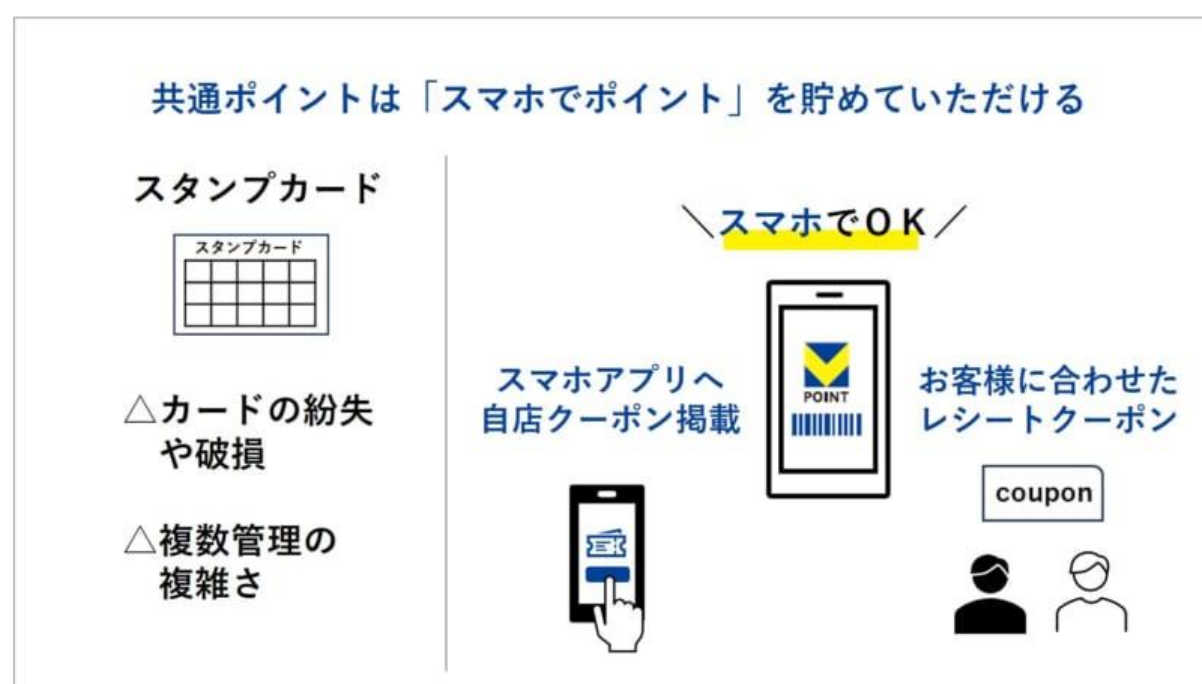 共通ポイントは「スマホでポイント」を貯めていただける
スタンプカード
スタンプカード
△カードの紛失
や破損
△複数管理の
複雑さ
＼スマホでOK／
POINT
スマホアプリへ
自店クーポン掲載
お客様に合わせた
レシートクーポン
coupon